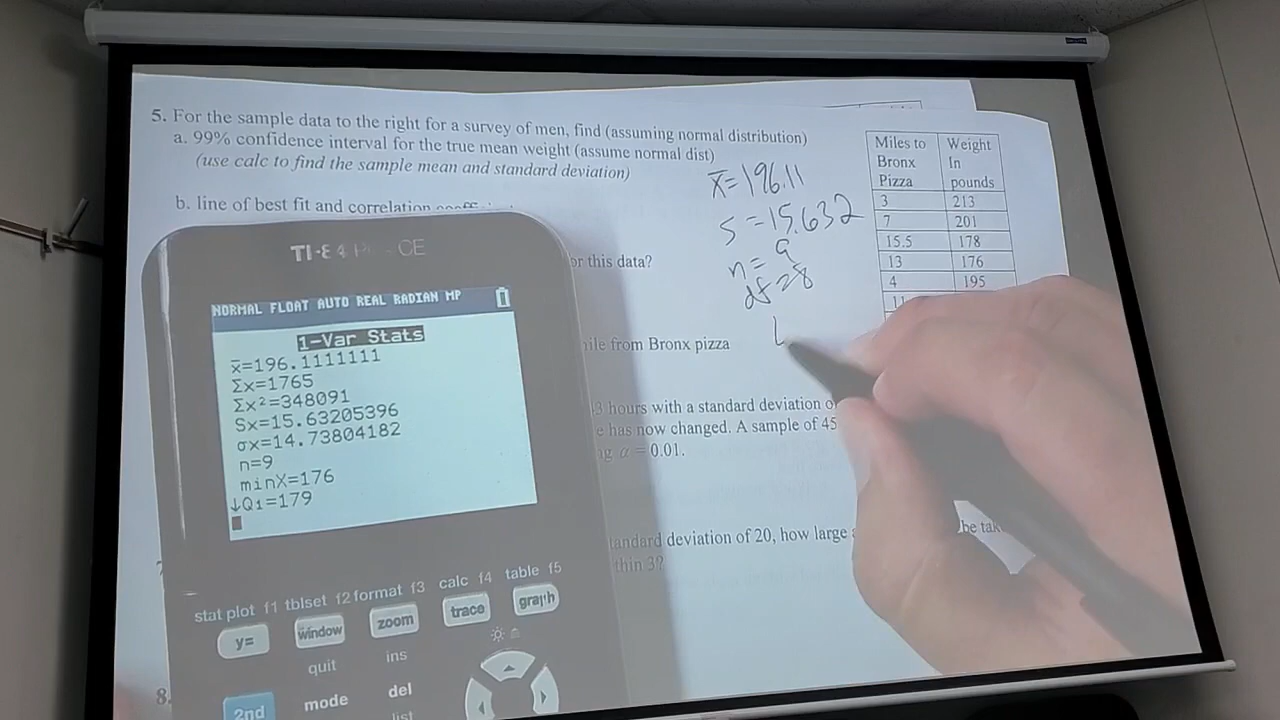 5. For the sample data to the right for a survey of men, find (assuming normal distribution)
a. 99% confidence interval for the true mean weight (assume normal dist)
(use calc to find the sample mean and standard deviation)
b. line of best fit and correlation
or this data?
ile from Bronx pizza
3 hours with a standard deviation o
e has now changed. A sample of 45
ng α = 0.01.
tandard deviation of 20, how large
be tak
thin 3?
8.
x̄=196.11
s=15.632
n=9
df=8
Miles to Bronx Pizza
Weight In pounds
3 213
7 201
15.5 178
13 176
4 195
11
TI-84 CE
NORMAL FLOAT AUTO REAL RADIAN MP
1-Var Stats
x̄=196.1111111
Σx=1765
Σx²=348091
Sx=15.63205396
σx=14.73804182
n=9
minX=176
↓Q1=179
stat plot f1 tblset f2 format f3 calc f4 table f5
y= window zoom trace graph
quit ins
2nd mode del
list